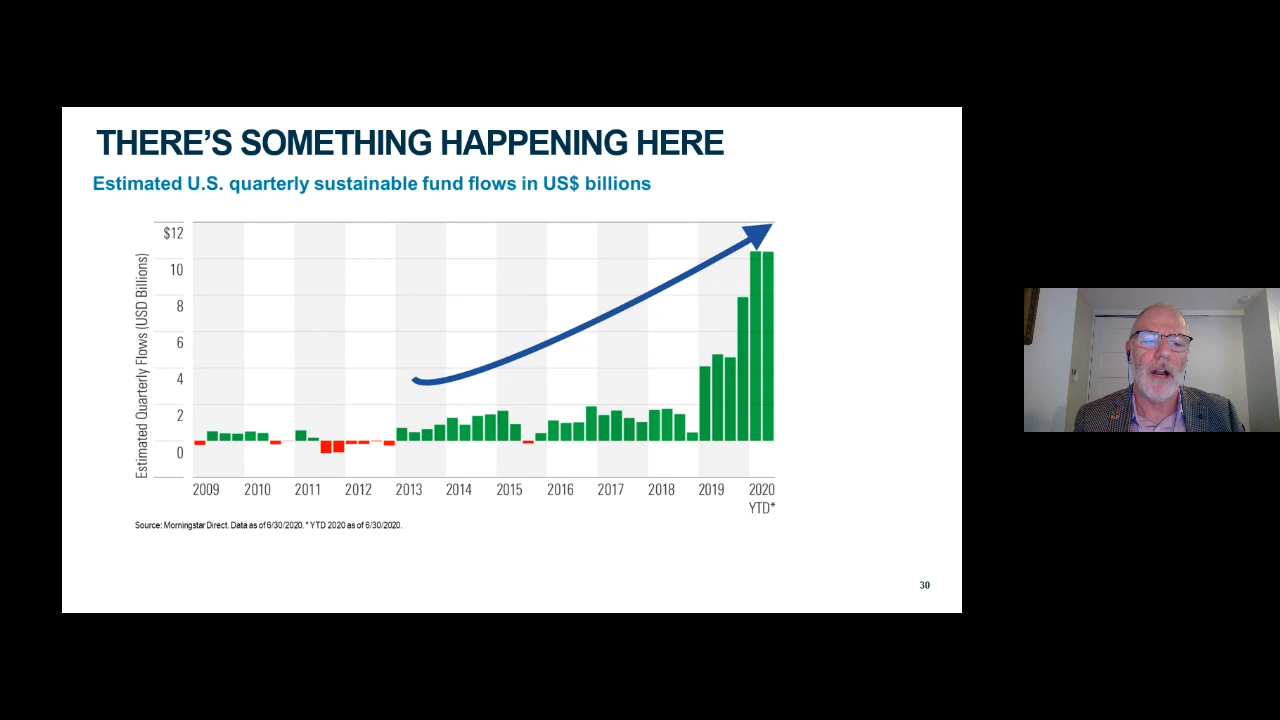 THERE'S SOMETHING HAPPENING HERE
Estimated U.S. quarterly sustainable fund flows in US$ billions
Estimated Quarterly Flows (USD Billions)
$12
10
8
6
4
2
0
2009 2010 2011 2012 2013 2014 2015 2016 2017 2018 2019 2020
YTD*
Source: Morningstar Direct. Data as of 6/30/2020. * YTD 2020 as of 6/30/2020.
30